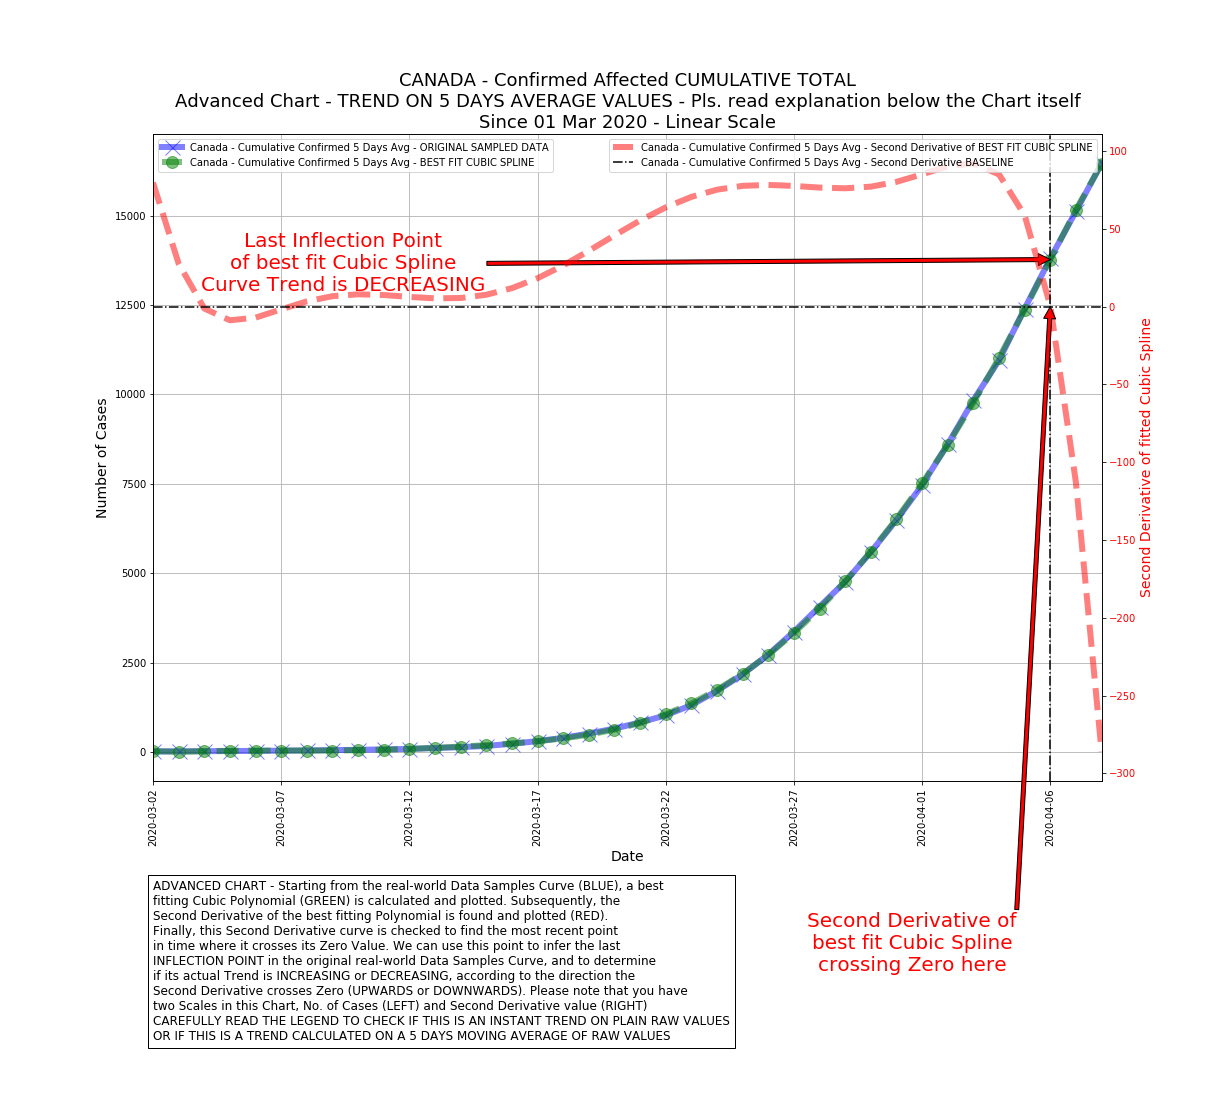 CANADA - Confirmed Affected CUMULATIVE TOTAL
Advanced Chart - TREND ON 5 DAYS AVERAGE VALUES - Pls. read explanation below the Chart itself
Since 01 Mar 2020 - Linear Scale
Canada - Cumulative Confirmed 5 Days Avg - ORIGINAL SAMPLED DATA
Canada - Cumulative Confirmed 5 Days Avg - BEST FIT CUBIC SPLINE
Canada - Cumulative Confirmed 5 Days Avg - Second Derivative of BEST FIT CUBIC SPLINE
Canada - Cumulative Confirmed 5 Days Avg - Second Derivative BASELINE
Last Inflection Point
of best fit Cubic Spline
Curve Trend is DECREASING
Number of Cases
15000
12500
10000
7500
5000
2500
0
100
50
0
−50
−100
−150
−200
−250
−300
Second Derivative of fitted Cubic Spline
2020-03-02
2020-03-07
2020-03-12
2020-03-17
2020-03-22
2020-03-27
2020-04-01
2020-04-06
Date
Second Derivative of
best fit Cubic Spline
crossing Zero here
ADVANCED CHART - Starting from the real-world Data Samples Curve (BLUE), a best
fitting Cubic Polynomial (GREEN) is calculated and plotted. Subsequently, the
Second Derivative of the best fitting Polynomial is found and plotted (RED).
Finally, this Second Derivative curve is checked to find the most recent point
in time where it crosses its Zero Value. We can use this point to infer the last
INFLECTION POINT in the original real-world Data Samples Curve, and to determine
if its actual Trend is INCREASING or DECREASING, according to the direction the
Second Derivative crosses Zero (UPWARDS or DOWNWARDS). Please note that you have
two Scales in this Chart, No. of Cases (LEFT) and Second Derivative value (RIGHT)
CAREFULLY READ THE LEGEND TO CHECK IF THIS IS AN INSTANT TREND ON PLAIN RAW VALUES
OR IF THIS IS A TREND CALCULATED ON A 5 DAYS MOVING AVERAGE OF RAW VALUES